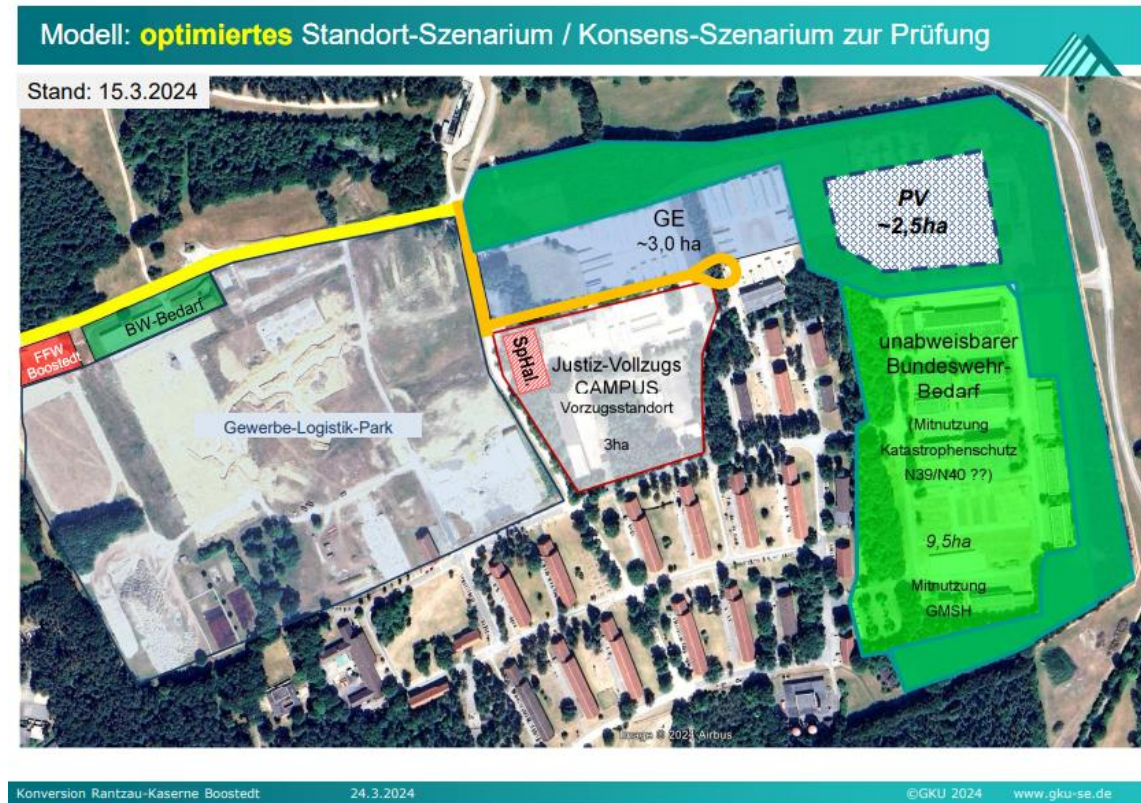 Modell: optimiertes Standort-Szenarium / Konsens-Szenarium zur Prüfung
Stand: 15.3.2024
PV
~2,5ha
GE
~3,0 ha
BW-Bedarf
FFW
Boostedt
SpHal.
Justiz-Vollzugs
CAMPUS
Vorzugsstandort
3ha
Gewerbe-Logistik-Park
unabweisbarer
Bundeswehr-
Bedarf
(Mitnutzung
Katastrophenschutz
N39/N40 ??)
9,5ha
Mitnutzung
GMSH
Image © 2024 Airbus
Konversion Rantzau-Kaserne Boostedt 24.3.2024 ©GKU 2024 www.gku-se.de